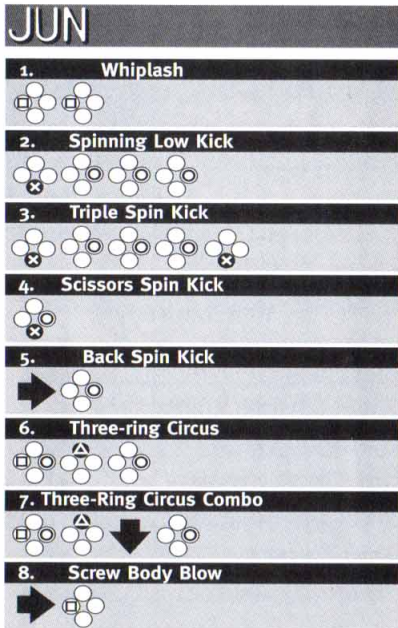 JUN
1. Whiplash
2. Spinning Low Kick
3. Triple Spin Kick
4. Scissors Spin Kick
5. Back Spin Kick
6. Three-ring Circus
7. Three-Ring Circus Combo
8. Screw Body Blow